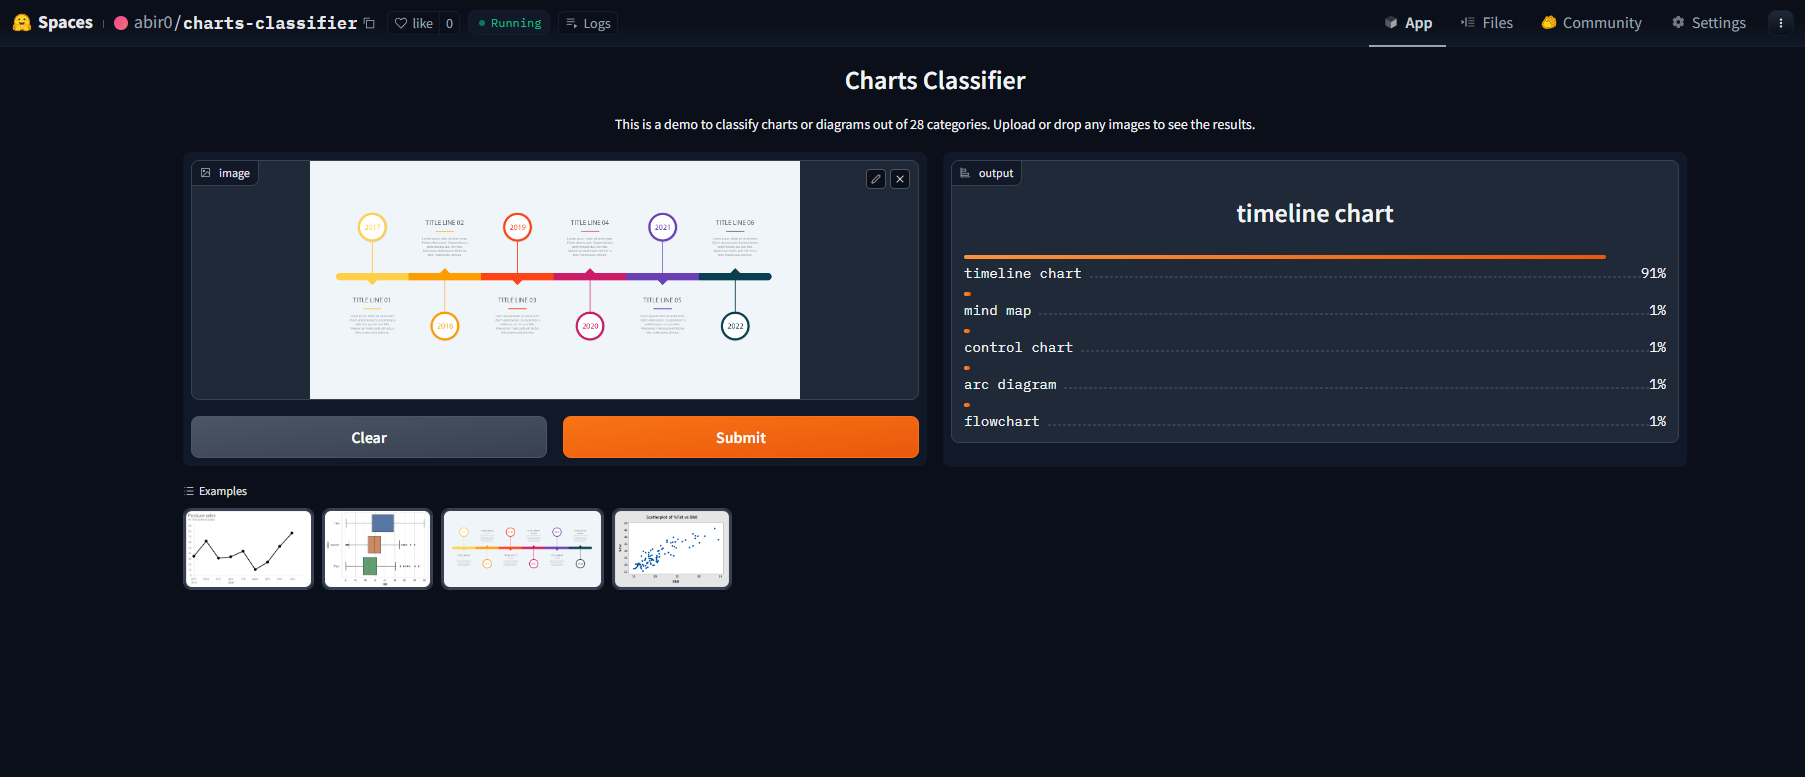 Spaces
abir0/charts-classifier
like 0
Running
Logs
App
Files
Community
Settings
Charts Classifier
This is a demo to classify charts or diagrams out of 28 categories. Upload or drop any images to see the results.
image
2017
TITLE LINE 02
2019
TITLE LINE 04
2021
TITLE LINE 06
TITLE LINE 01
2018
TITLE LINE 03
2020
TITLE LINE 05
2022
Clear
Submit
output
timeline chart
timeline chart 91%
mind map 1%
control chart 1%
arc diagram 1%
flowchart 1%
Examples